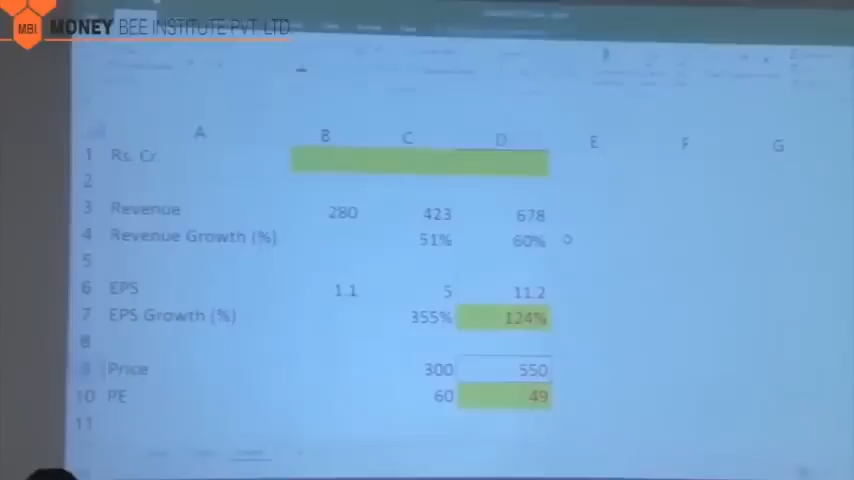 MBI MONEY BEE INSTITUTE PVT. LTD
A B C D E F G
1 Rs. Cr
2
3 Revenue 280 423 678
4 Revenue Growth (%) 51% 60%
5
6 EPS 1.1 5 11.2
7 EPS Growth (%) 355% 124%
8
9 Price 300 550
10 PE 60 49
11